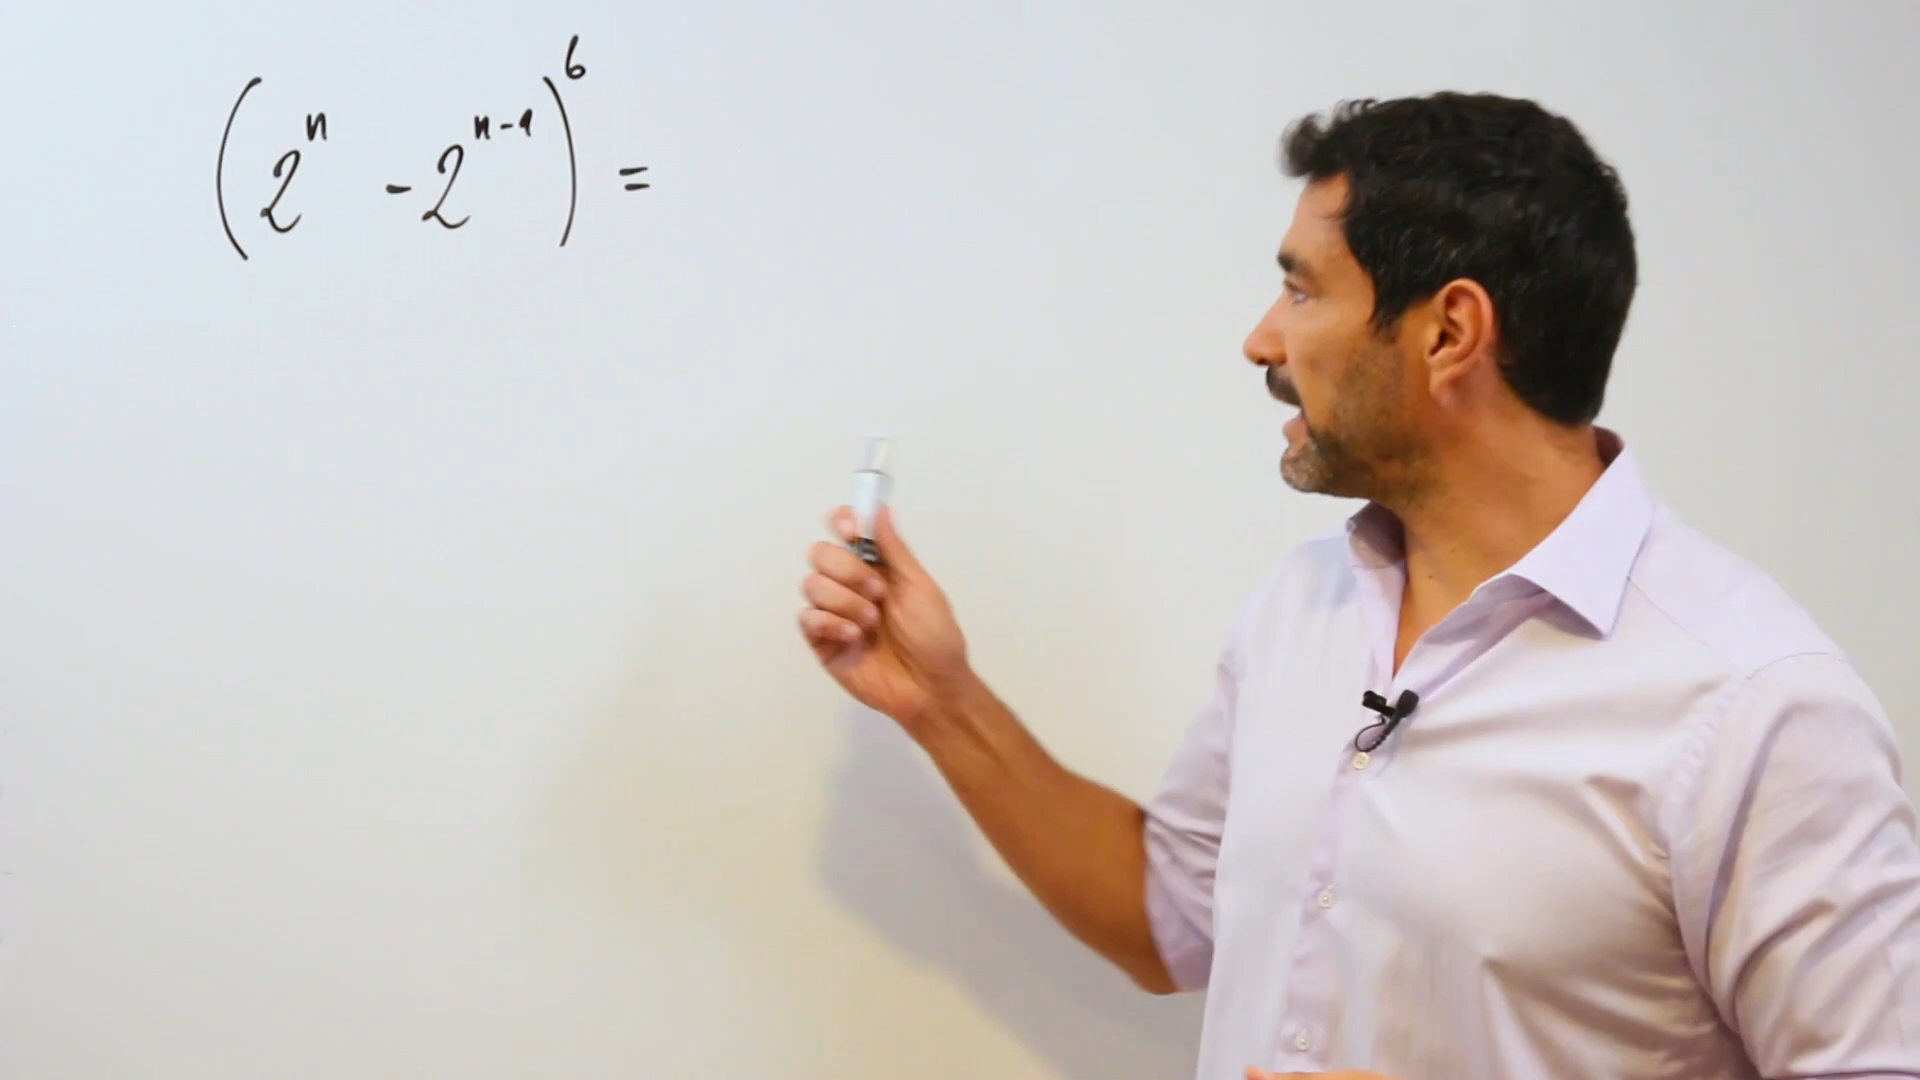 (2^n - 2^{n-1})^6 =